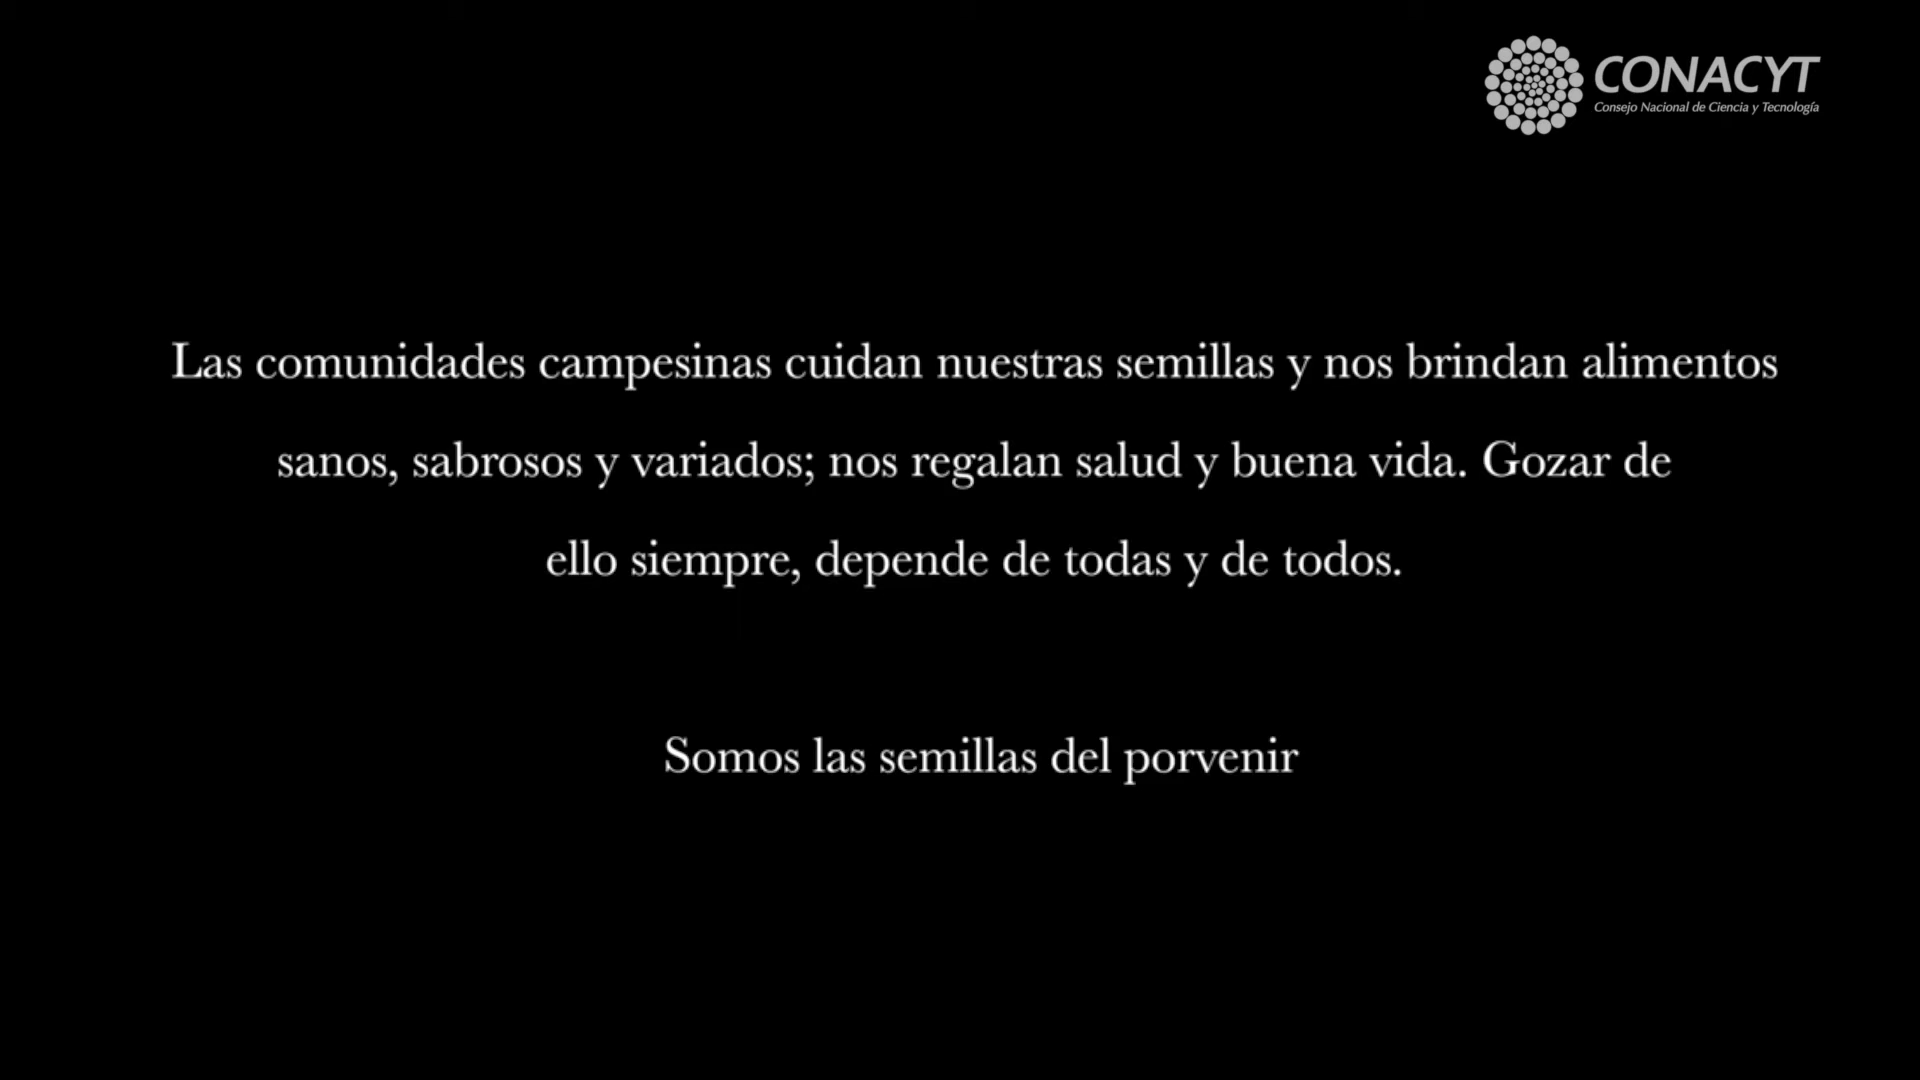 CONACYT
Consejo Nacional de Ciencia y Tecnología
Las comunidades campesinas cuidan nuestras semillas y nos brindan alimentos
sanos, sabrosos y variados; nos regalan salud y buena vida. Gozar de
ello siempre, depende de todas y de todos.
Somos las semillas del porvenir